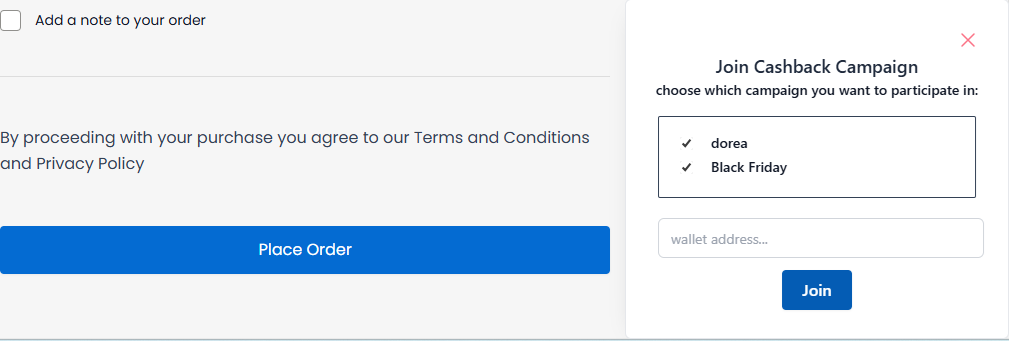 Add a note to your order
By proceeding with your purchase you agree to our Terms and Conditions
and Privacy Policy
Place Order
Join Cashback Campaign
choose which campaign you want to participate in:
dorea
Black Friday
wallet address...
Join